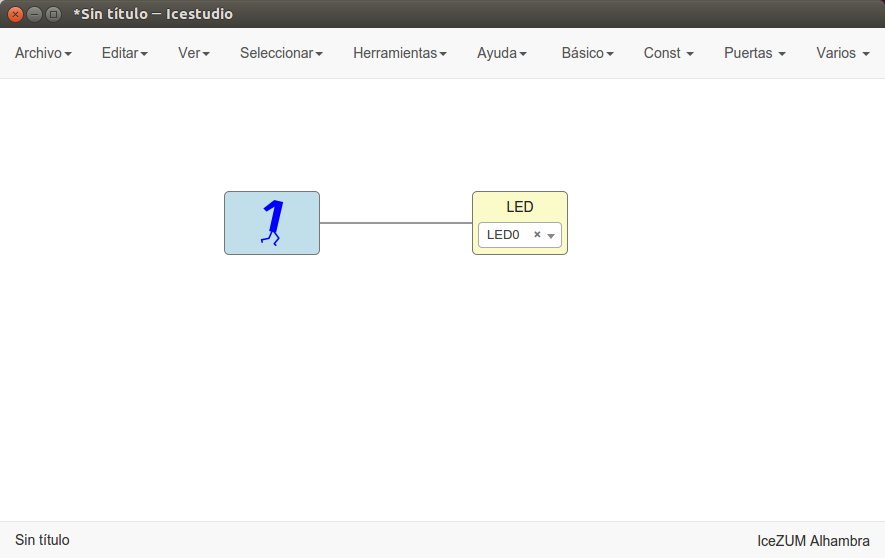 *Sin título — Icestudio
Archivo Editar Ver Seleccionar Herramientas Ayuda Básico Const Puertas Varios
1
LED
LED0 ×
Sin título
IceZUM Alhambra